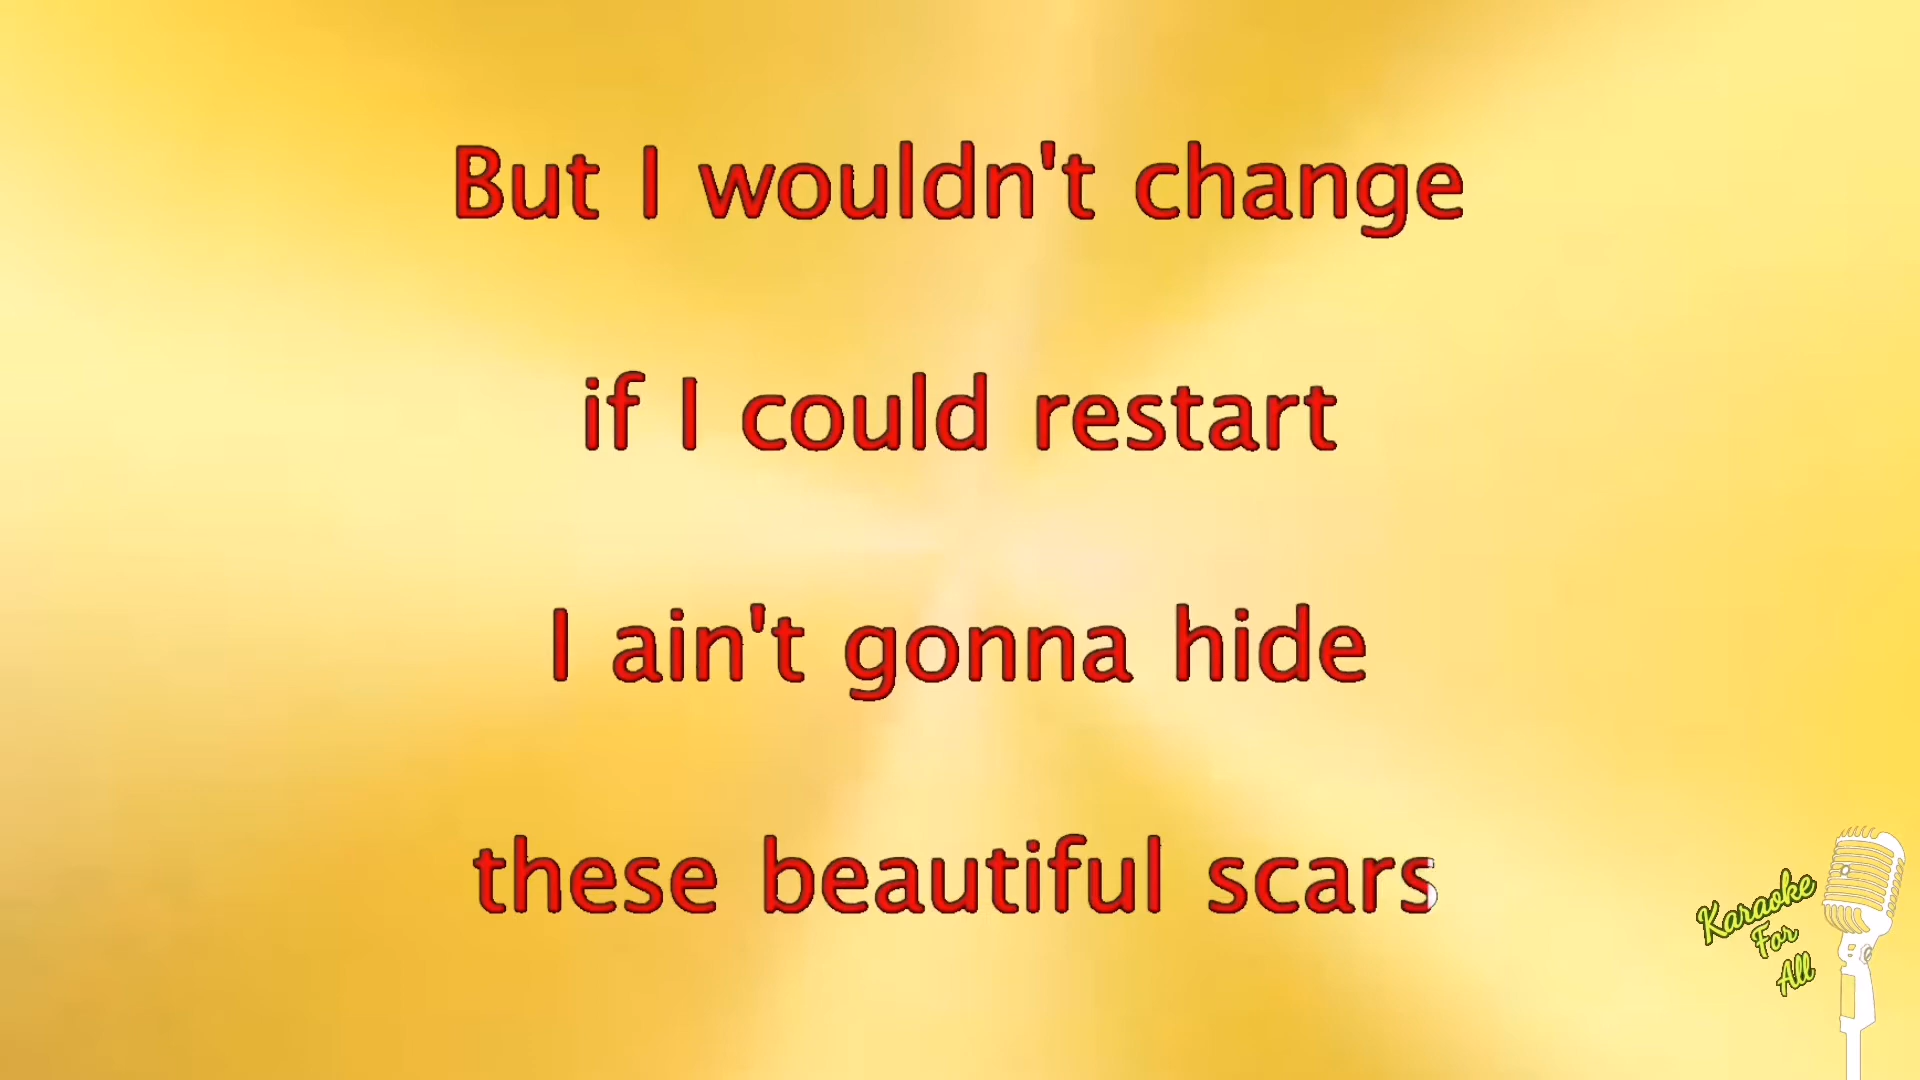 But I wouldn't change
if I could restart
I ain't gonna hide
these beautiful scars
Karaoke
For
All